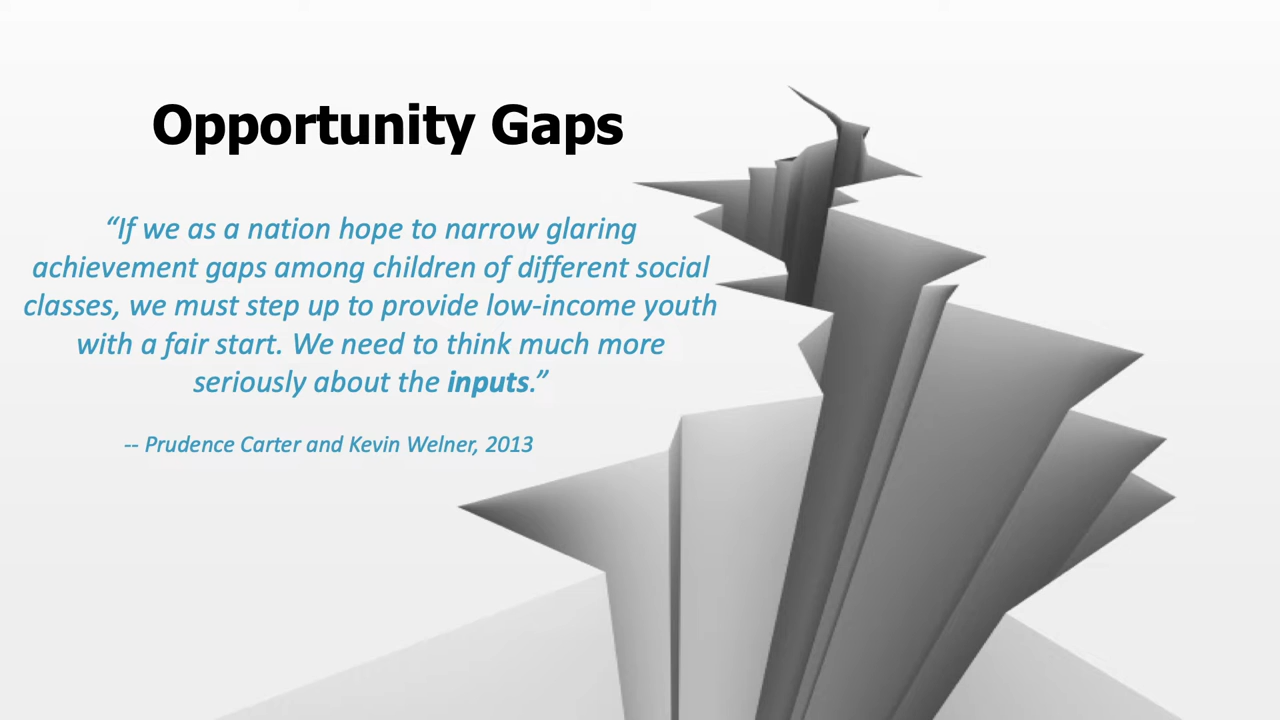 Opportunity Gaps
“If we as a nation hope to narrow glaring
achievement gaps among children of different social
classes, we must step up to provide low-income youth
with a fair start. We need to think much more
seriously about the inputs.”
-- Prudence Carter and Kevin Welner, 2013